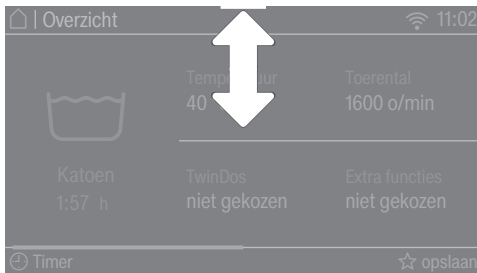 | Overzicht 11:02
Temperatuur Toerental
40 1600 o/min
Katoen TwinDos Extra functies
1:57 h niet gekozen niet gekozen
Timer opslaan